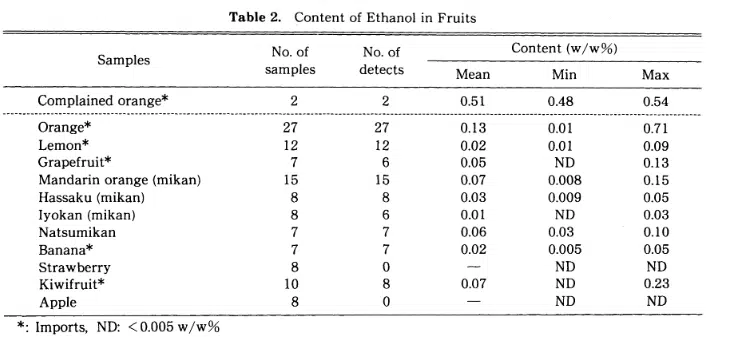 Table 2. Content of Ethanol in Fruits
Samples No. of samples No. of detects Content (w/w%)
Mean Min Max
Complained orange* 2 2 0.51 0.48 0.54
Orange* 27 27 0.13 0.01 0.71
Lemon* 12 12 0.02 0.01 0.09
Grapefruit* 7 6 0.05 ND 0.13
Mandarin orange (mikan) 15 15 0.07 0.008 0.15
Hassaku (mikan) 8 8 0.03 0.009 0.05
Iyokan (mikan) 8 6 0.01 ND 0.03
Natsumikan 7 7 0.06 0.03 0.10
Banana* 7 7 0.02 0.005 0.05
Strawberry 8 0 — ND ND
Kiwifruit* 10 8 0.07 ND 0.23
Apple 8 0 — ND ND
*: Imports, ND: <0.005 w/w%